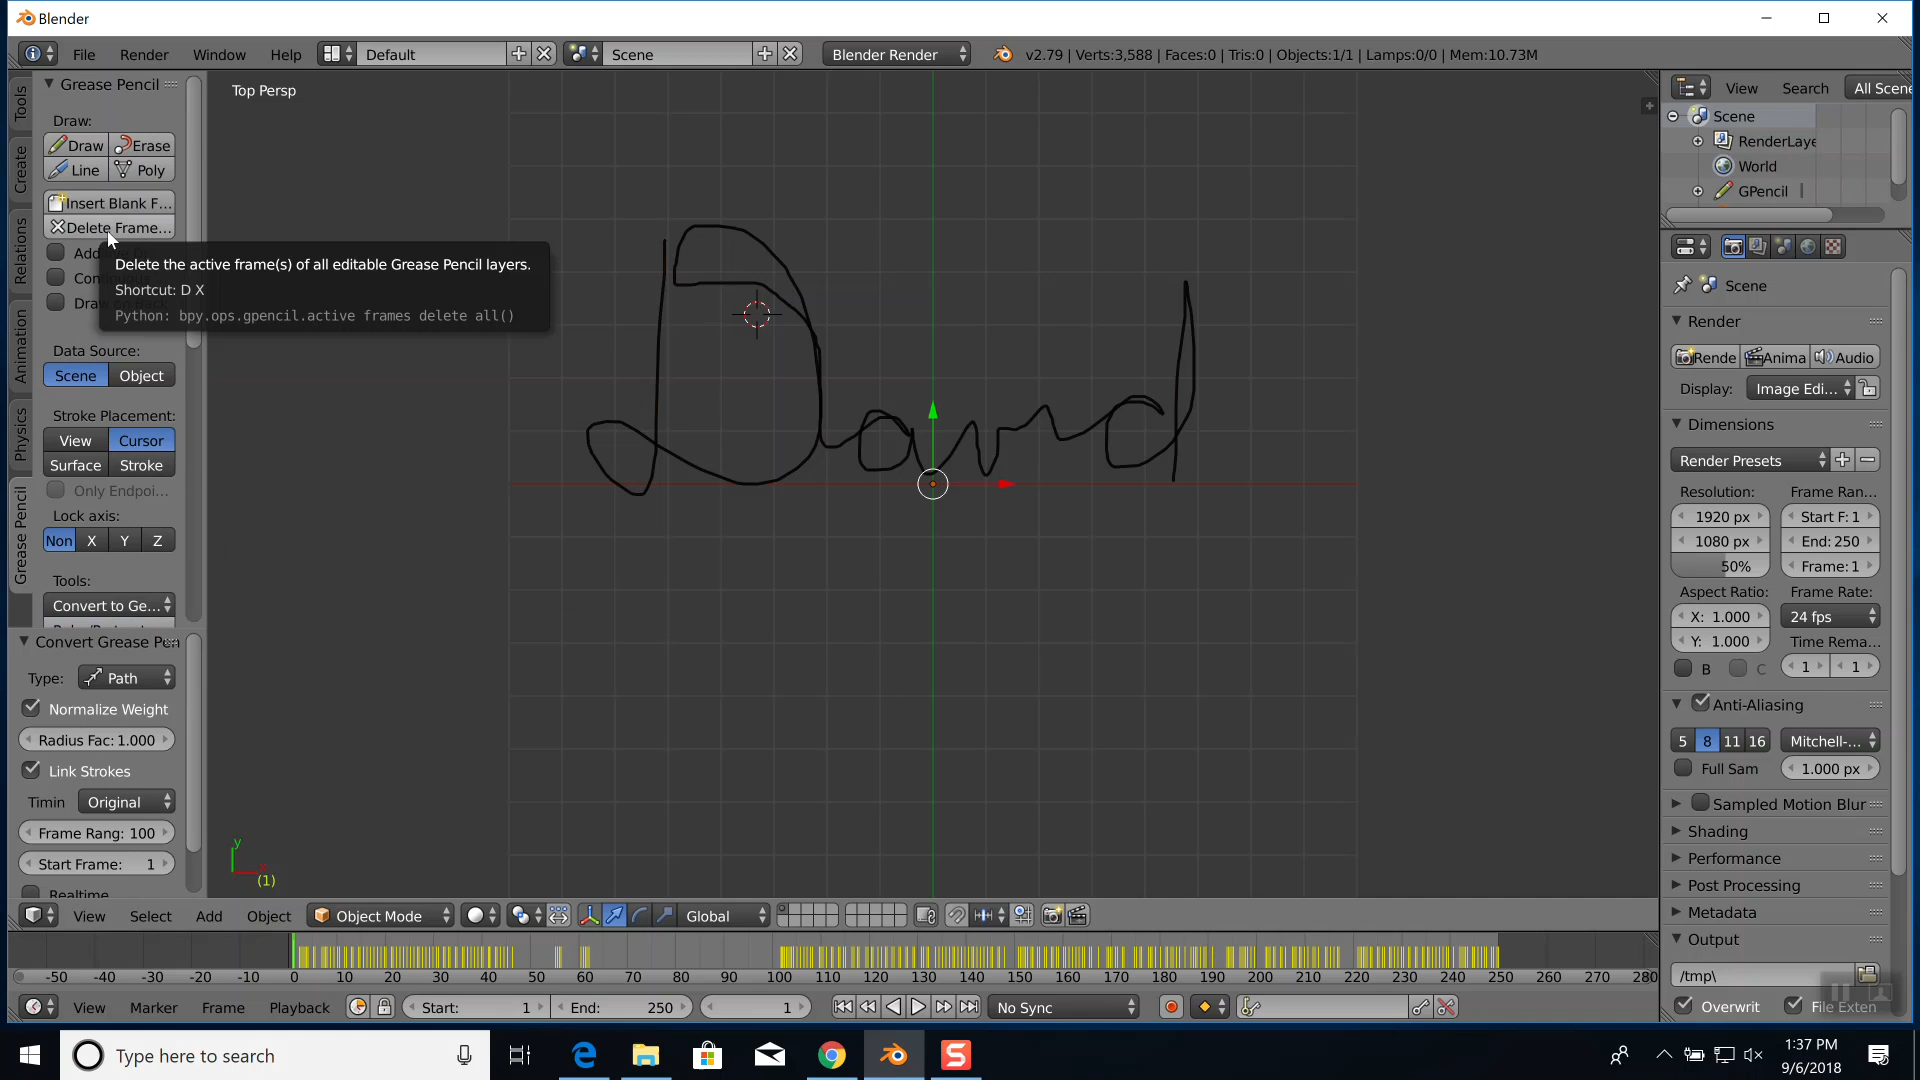 Blender
File Render Window Help Default Scene Blender Render v2.79 | Verts:3,588 | Faces:0 | Tris:0 | Objects:1/1 | Lamps:0/0 | Mem:10.73M
Tools
Create
Relations
Animation
Physics
Grease Pencil
Grease Pencil
Draw:
Draw Erase
Line Poly
Insert Blank F...
Delete Frame...
Delete the active frame(s) of all editable Grease Pencil layers.
Shortcut: D X
Python: bpy.ops.gpencil.active frames delete all()
Data Source:
Scene Object
Stroke Placement:
View Cursor
Surface Stroke
Only Endpoi...
Lock axis:
Non X Y Z
Tools:
Convert to Ge...
Convert Grease Pen
Type: Path
Normalize Weight
Radius Fac: 1.000
Link Strokes
Timin Original
Frame Rang: 100
Start Frame: 1
Realtime
Top Persp
David
y
x
(1)
View Search All Scene
Scene
RenderLaye
World
GPencil
Scene
Render
Rende Anima Audio
Display: Image Edi...
Dimensions
Render Presets
Resolution: Frame Ran...
1920 px Start F: 1
1080 px End: 250
50% Frame: 1
Aspect Ratio: Frame Rate:
X: 1.000 24 fps
Y: 1.000 Time Rema...
B C 1 1
Anti-Aliasing
5 8 11 16 Mitchell-...
Full Sam 1.000 px
Sampled Motion Blur
Shading
Performance
Post Processing
Metadata
Output
/tmp\
Overwrit File Exten
View Select Add Object Object Mode Global
-50 -40 -30 -20 -10 0 10 20 30 40 50 60 70 80 90 100 110 120 130 140 150 160 170 180 190 200 210 220 230 240 250 260 270 280
View Marker Frame Playback Start: 1 End: 250 1 No Sync
Type here to search
1:37 PM
9/6/2018